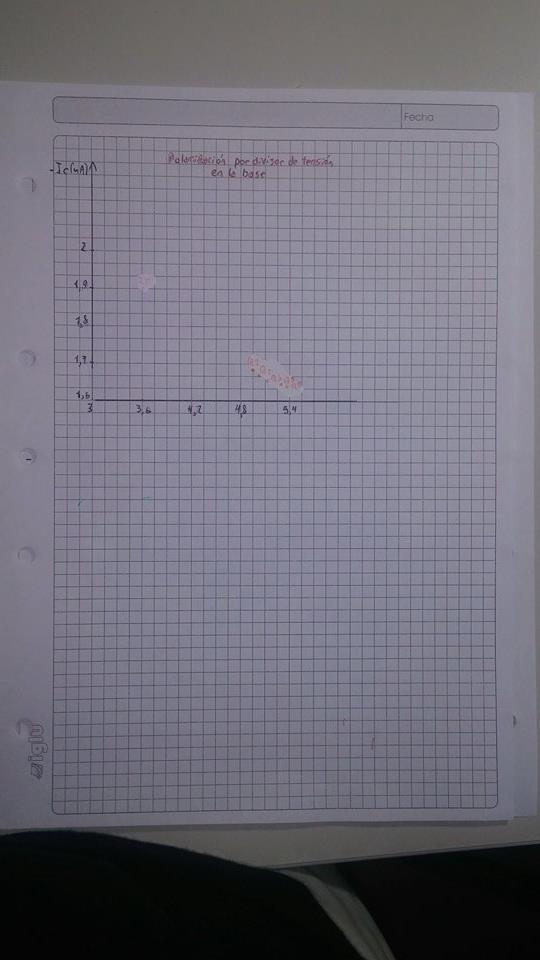 Fecha
Polarización por divisor de tensión
en la base
Ic(mA)
2
1,9
1,8
1,7
1,6
3
3,6
4,2
4,8
5,4
iglu